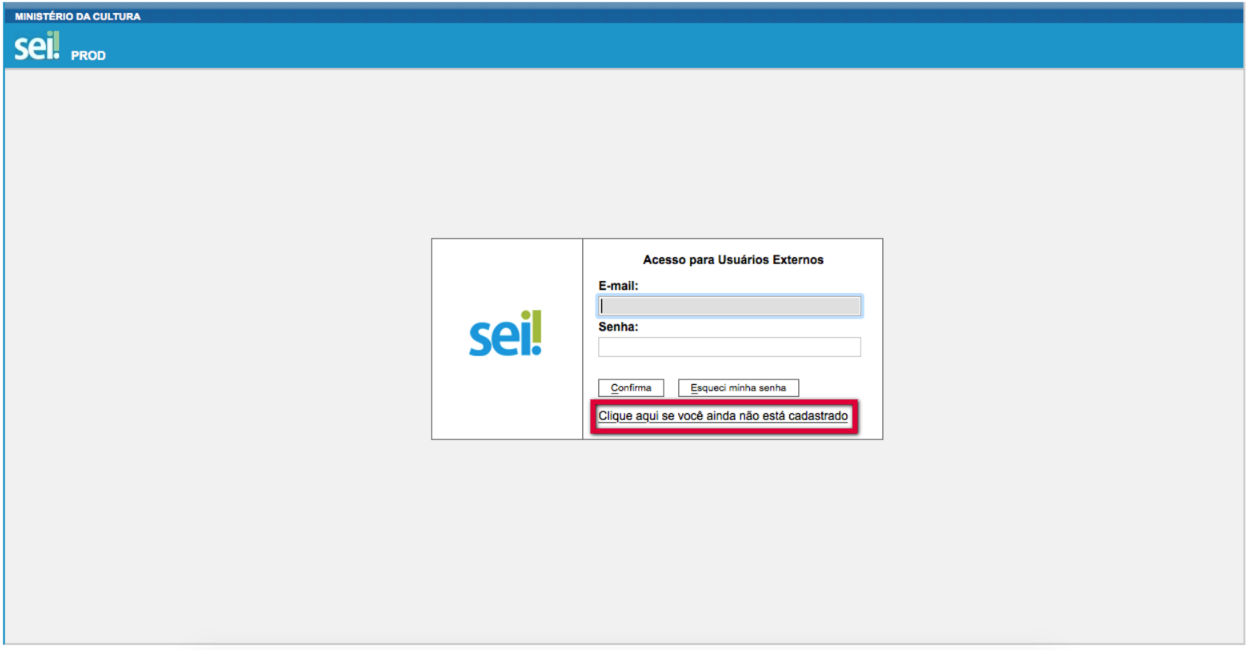 MINISTÉRIO DA CULTURA
sei! PROD
Acesso para Usuários Externos
E-mail:
sei!
Senha:
Confirma Esqueci minha senha
Clique aqui se você ainda não está cadastrado